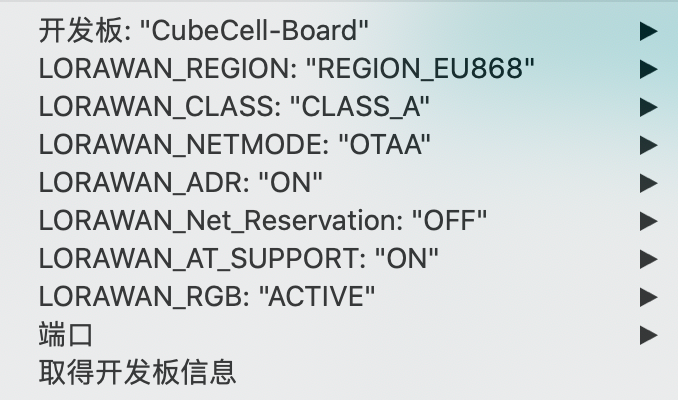 开发板: "CubeCell-Board"
LORAWAN_REGION: "REGION_EU868"
LORAWAN_CLASS: "CLASS_A"
LORAWAN_NETMODE: "OTAA"
LORAWAN_ADR: "ON"
LORAWAN_Net_Reservation: "OFF"
LORAWAN_AT_SUPPORT: "ON"
LORAWAN_RGB: "ACTIVE"
端口
取得开发板信息